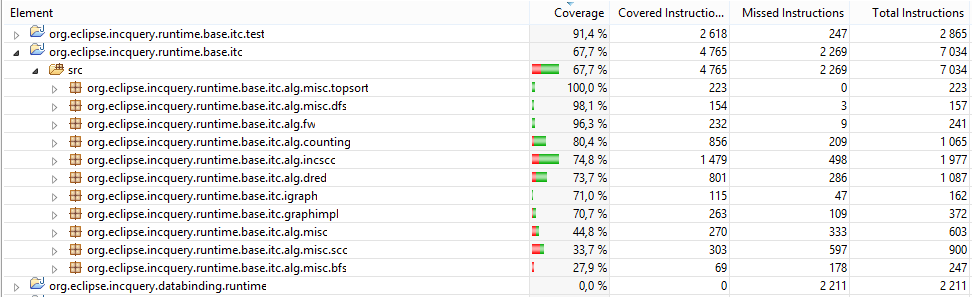 Element Coverage Covered Instructio... Missed Instructions Total Instructions
org.eclipse.incquery.runtime.base.itc.test 91,4 % 2 618 247 2 865
org.eclipse.incquery.runtime.base.itc 67,7 % 4 765 2 269 7 034
src 67,7 % 4 765 2 269 7 034
org.eclipse.incquery.runtime.base.itc.alg.misc.topsort 100,0 % 223 0 223
org.eclipse.incquery.runtime.base.itc.alg.misc.dfs 98,1 % 154 3 157
org.eclipse.incquery.runtime.base.itc.alg.fw 96,3 % 232 9 241
org.eclipse.incquery.runtime.base.itc.alg.counting 80,4 % 856 209 1 065
org.eclipse.incquery.runtime.base.itc.alg.incscc 74,8 % 1 479 498 1 977
org.eclipse.incquery.runtime.base.itc.alg.dred 73,7 % 801 286 1 087
org.eclipse.incquery.runtime.base.itc.igraph 71,0 % 115 47 162
org.eclipse.incquery.runtime.base.itc.graphimpl 70,7 % 263 109 372
org.eclipse.incquery.runtime.base.itc.alg.misc 44,8 % 270 333 603
org.eclipse.incquery.runtime.base.itc.alg.misc.scc 33,7 % 303 597 900
org.eclipse.incquery.runtime.base.itc.alg.misc.bfs 27,9 % 69 178 247
org.eclipse.incquery.databinding.runtime 0,0 % 0 2 211 2 211